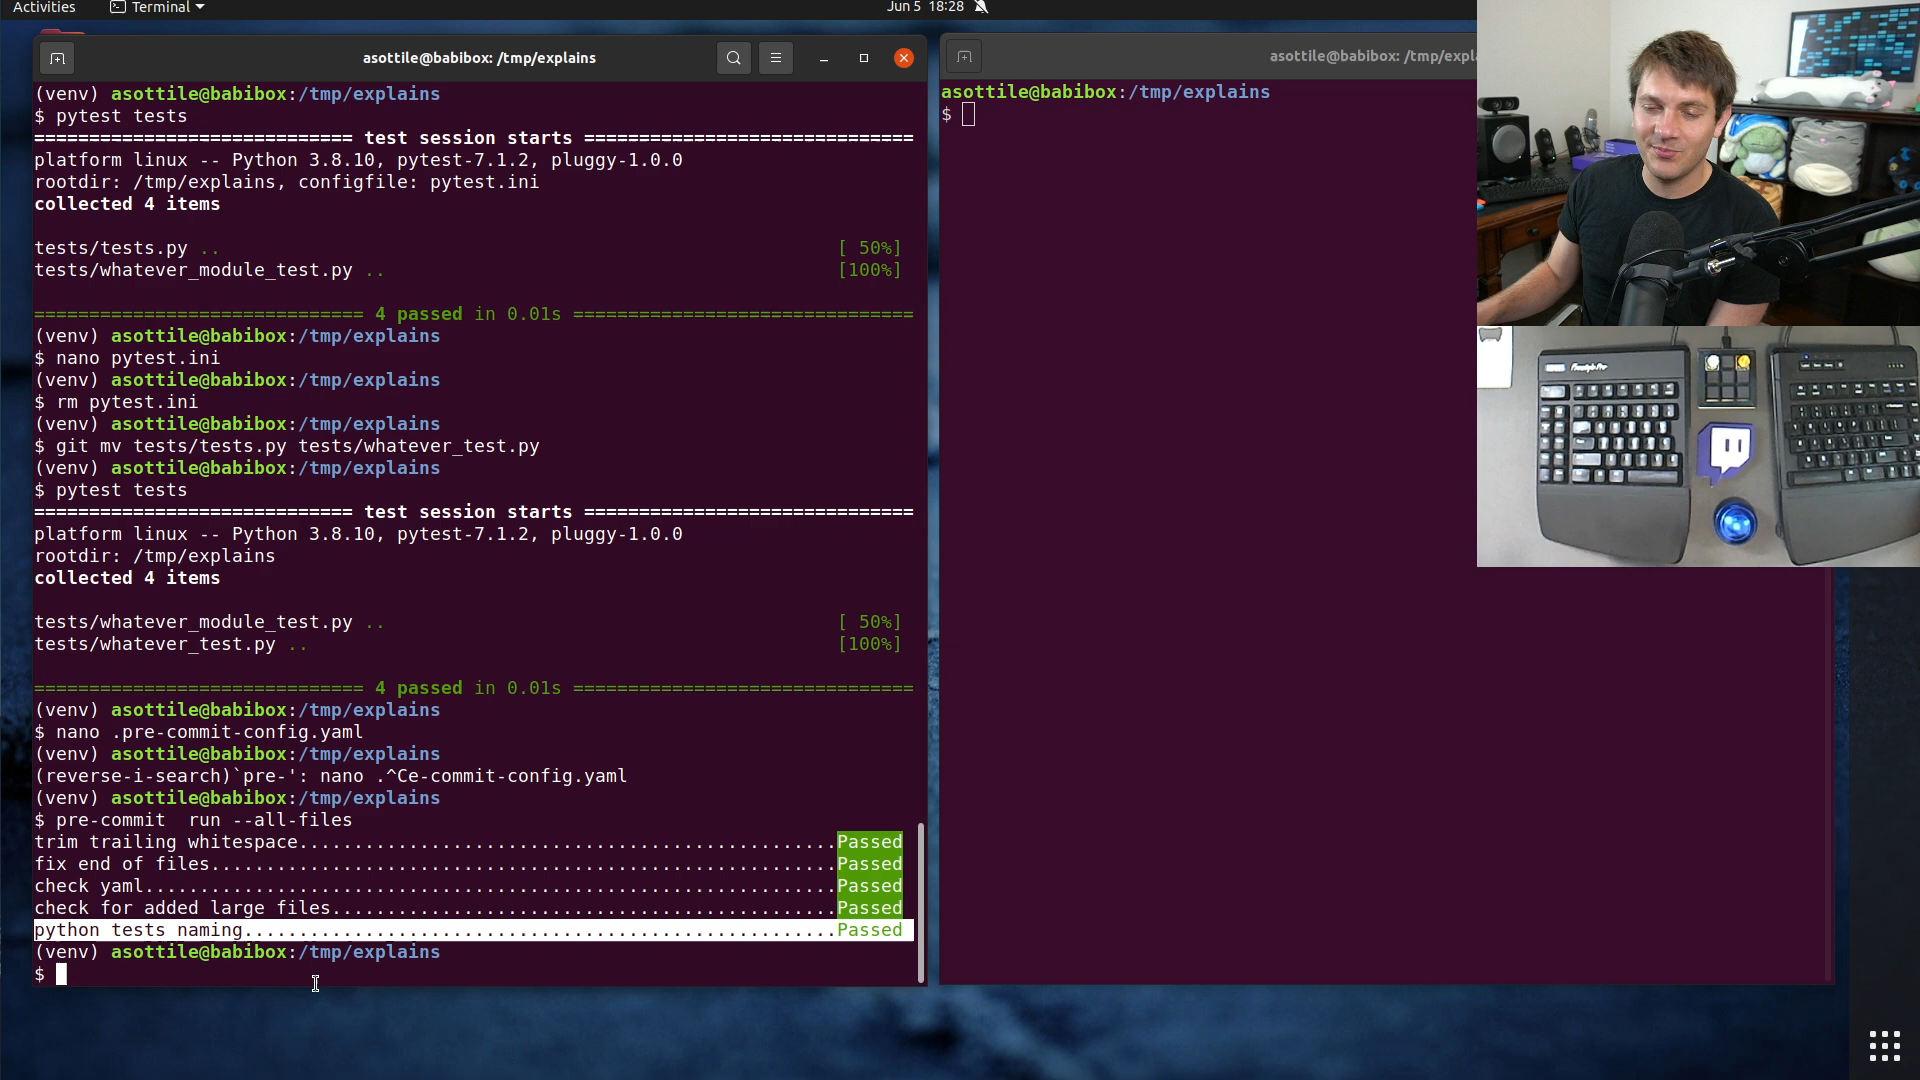 Activities
Terminal
Jun 5 18:28
asottile@babibox: /tmp/explains
(venv) asottile@babibox:/tmp/explains
$ pytest tests
============================= test session starts ==============================
platform linux -- Python 3.8.10, pytest-7.1.2, pluggy-1.0.0
rootdir: /tmp/explains, configfile: pytest.ini
collected 4 items
tests/tests.py .. [ 50%]
tests/whatever_module_test.py .. [100%]
============================== 4 passed in 0.01s ===============================
(venv) asottile@babibox:/tmp/explains
$ nano pytest.ini
(venv) asottile@babibox:/tmp/explains
$ rm pytest.ini
(venv) asottile@babibox:/tmp/explains
$ git mv tests/tests.py tests/whatever_test.py
(venv) asottile@babibox:/tmp/explains
$ pytest tests
============================= test session starts ==============================
platform linux -- Python 3.8.10, pytest-7.1.2, pluggy-1.0.0
rootdir: /tmp/explains
collected 4 items
tests/whatever_module_test.py .. [ 50%]
tests/whatever_test.py .. [100%]
============================== 4 passed in 0.01s ===============================
(venv) asottile@babibox:/tmp/explains
$ nano .pre-commit-config.yaml
(venv) asottile@babibox:/tmp/explains
(reverse-i-search)`pre-': nano .^Ce-commit-config.yaml
(venv) asottile@babibox:/tmp/explains
$ pre-commit  run --all-files
trim trailing whitespace.................................................Passed
fix end of files.........................................................Passed
check yaml...............................................................Passed
check for added large files..............................................Passed
python tests naming......................................................Passed
(venv) asottile@babibox:/tmp/explains
$
asottile@babibox: /tmp/expl
asottile@babibox:/tmp/explains
$
Freestyle Pro